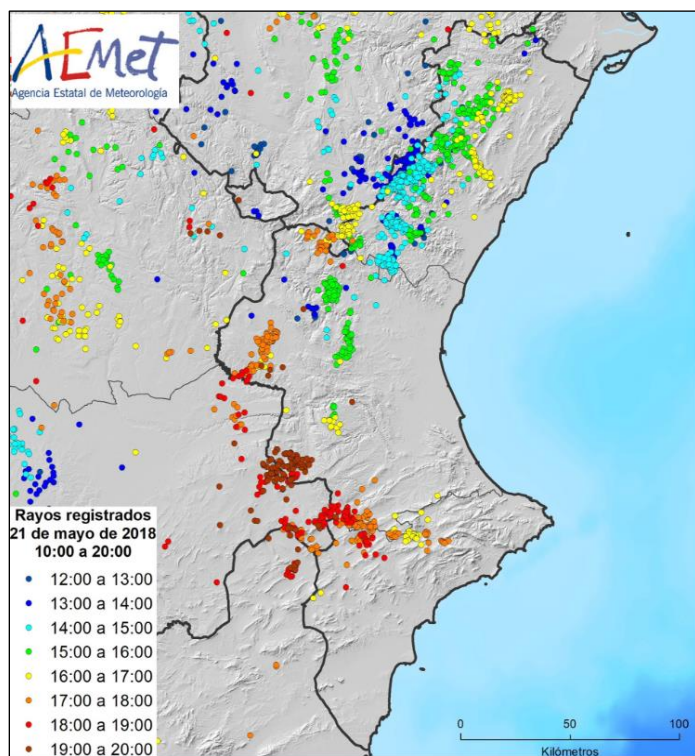 AEMet
Agencia Estatal de Meteorología
Rayos registrados
21 de mayo de 2018
10:00 a 20:00
12:00 a 13:00
13:00 a 14:00
14:00 a 15:00
15:00 a 16:00
16:00 a 17:00
17:00 a 18:00
18:00 a 19:00
19:00 a 20:00
0 50 100
Kilómetros